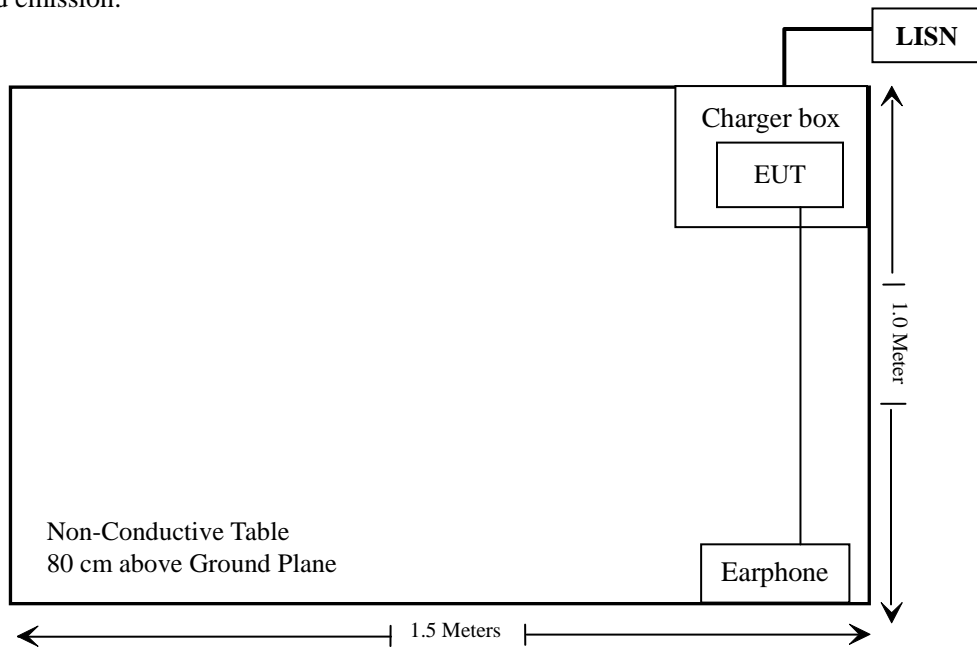 emission.
LISN
Charger box
EUT
1.0 Meter
Non-Conductive Table
80 cm above Ground Plane
Earphone
1.5 Meters